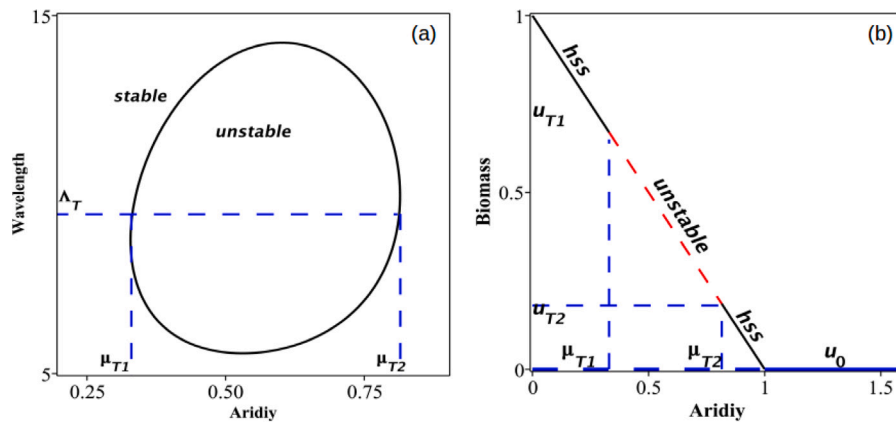 15
(a)
stable
unstable
Wavelength
Λ_T
5
μ_T1
μ_T2
0.25
0.50
0.75
Aridiy
1
(b)
hss
u_T1
Biomass
0.5
unstable
u_T2
hss
μ_T1
μ_T2
u_0
0
0
0.5
1
1.5
Aridiy